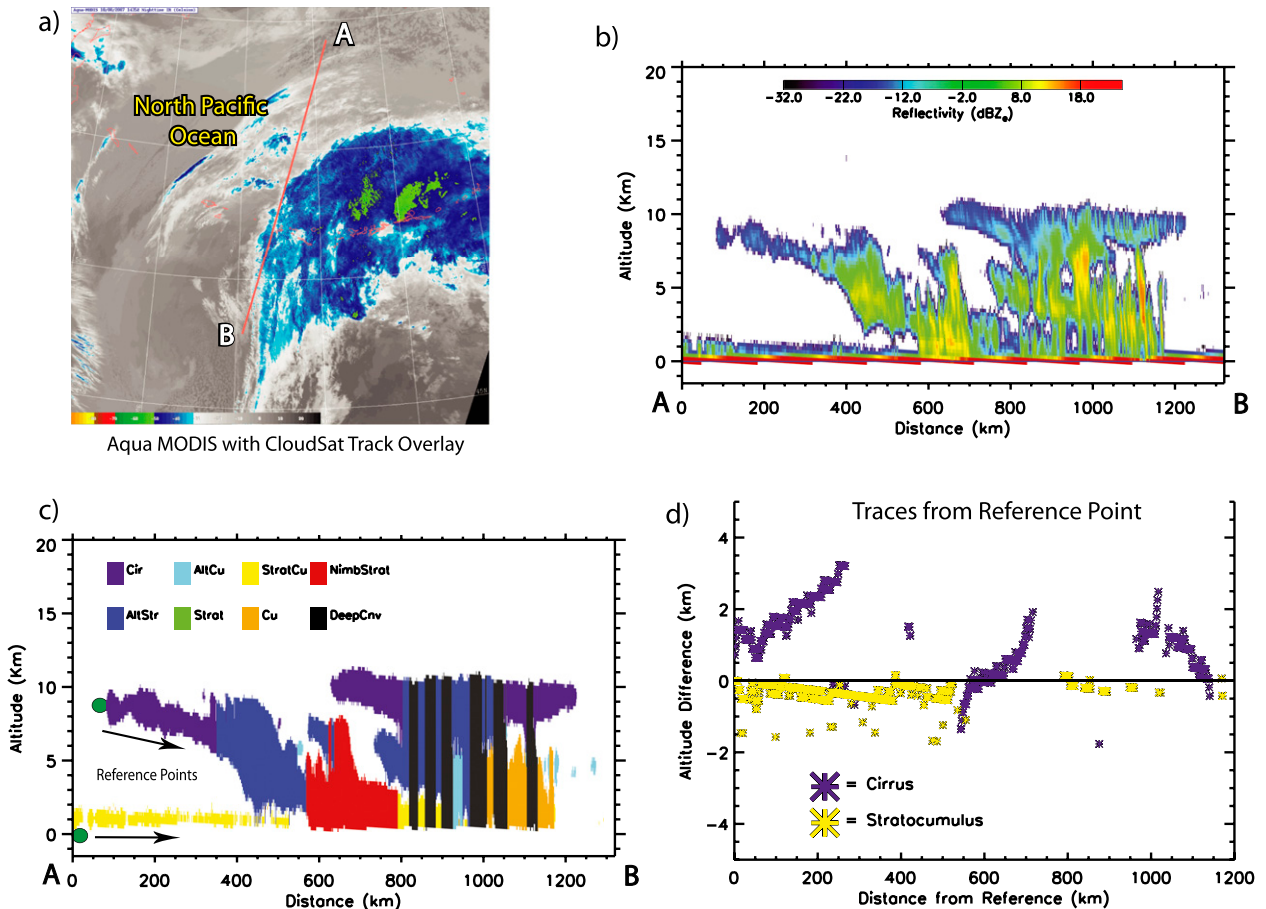 a)
A
North Pacific
Ocean
B
Aqua MODIS with CloudSat Track Overlay
b)
20
15
10
5
0
Altitude (Km)
-32.0 -22.0 -12.0 -2.0 8.0 18.0
Reflectivity (dBZe)
0 200 400 600 800 1000 1200
A B
Distance (km)
c)
20
15
10
5
0
Altitude (Km)
Cir AltCu StratCu NimbStrat
AltStr Strat Cu DeepCnv
Reference Points
0 200 400 600 800 1000 1200
A B
Distance (km)
d)
Traces from Reference Point
4
2
0
-2
-4
Altitude Difference (km)
= Cirrus
= Stratocumulus
0 200 400 600 800 1000 1200
Distance from Reference (km)